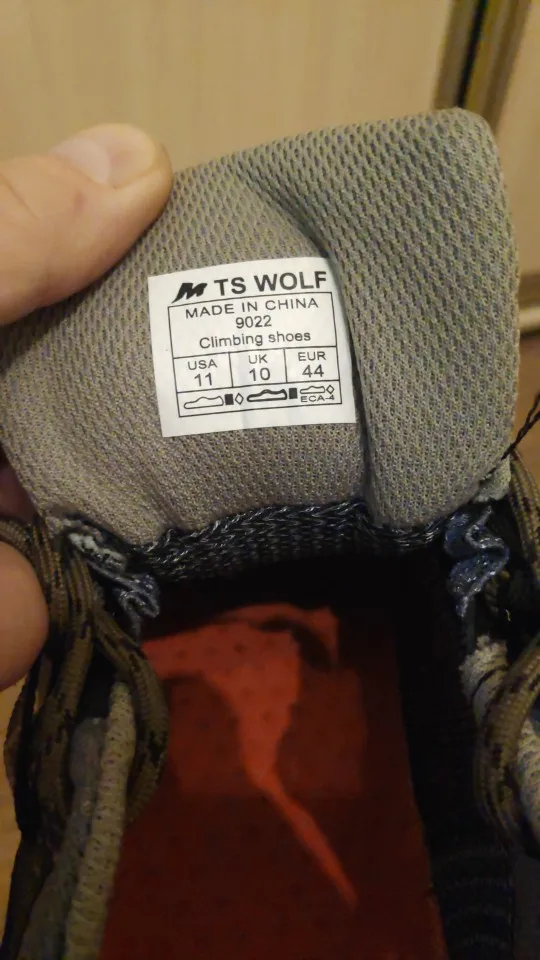 TS WOLF
MADE IN CHINA
9022
Climbing shoes
USA UK EUR
11 10 44
ECA-4